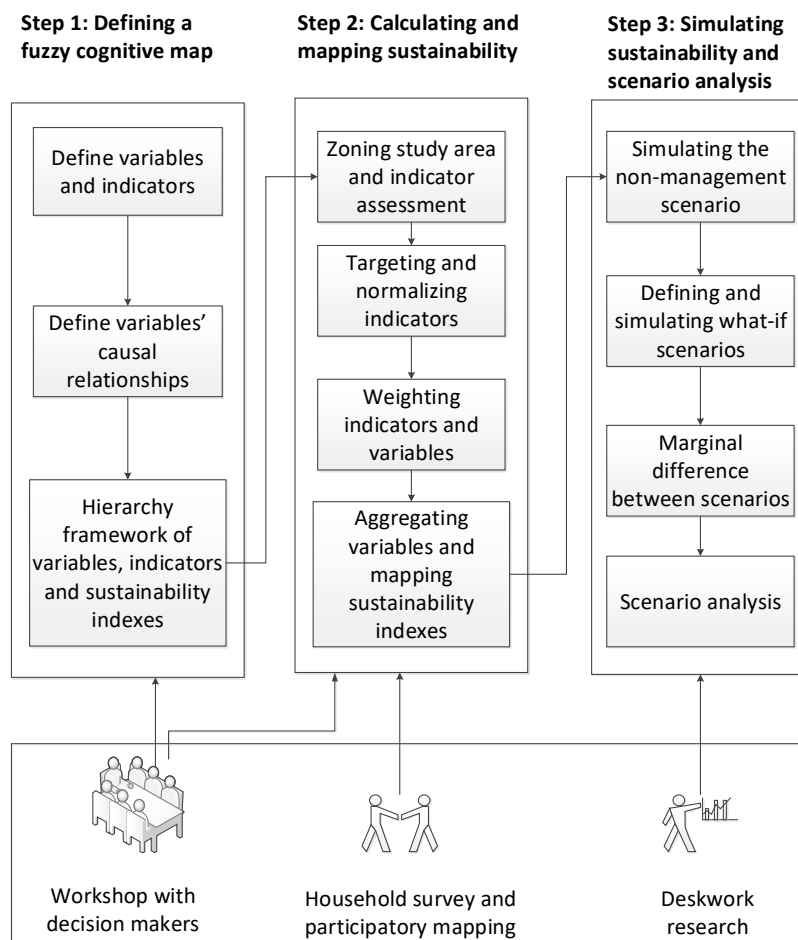 Step 1: Defining a
fuzzy cognitive map
Step 2: Calculating and
mapping sustainability
Step 3: Simulating
sustainability and
scenario analysis
Define variables
and indicators
Define variables’
causal
relationships
Hierarchy
framework of
variables, indicators
and sustainability
indexes
Zoning study area
and indicator
assessment
Targeting and
normalizing
indicators
Weighting
indicators and
variables
Aggregating
variables and
mapping
sustainability
indexes
Simulating the
non-management
scenario
Defining and
simulating what-if
scenarios
Marginal
difference
between scenarios
Scenario analysis
Workshop with
decision makers
Household survey and
participatory mapping
Deskwork
research